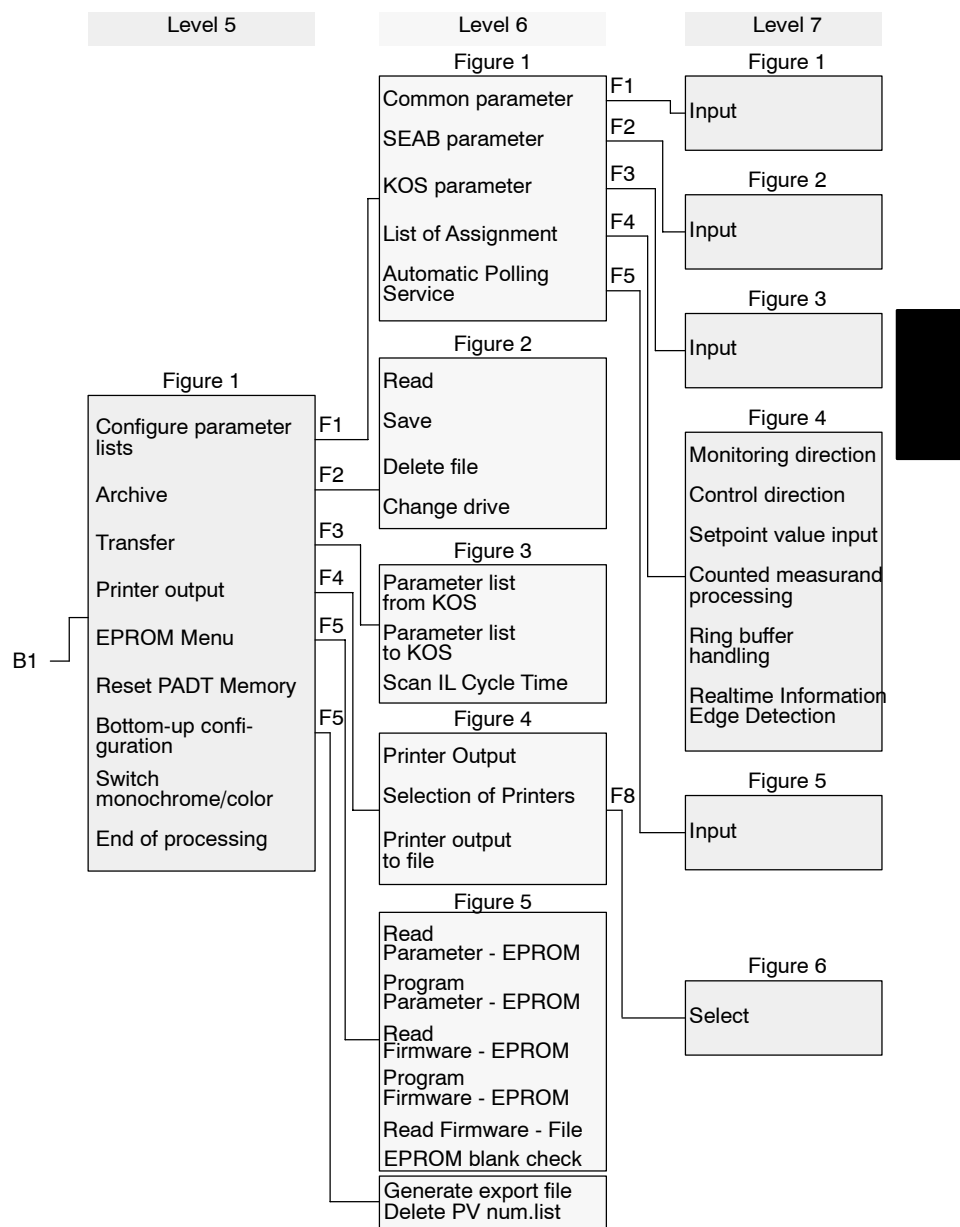 Level 5
Level 6
Level 7
B1
Figure 1
Configure parameter
lists
F1
Archive
F2
Transfer
F3
Printer output
F4
EPROM Menu
F5
Reset PADT Memory
Bottom-up confi-
guration
F5
Switch
monochrome/color
End of processing
Figure 1
Common parameter
F1
SEAB parameter
F2
KOS parameter
F3
List of Assignment
F4
Automatic Polling
Service
F5
Figure 2
Read
Save
Delete file
Change drive
Figure 3
Parameter list
from KOS
Parameter list
to KOS
Scan IL Cycle Time
Figure 4
Printer Output
Selection of Printers
F8
Printer output
to file
Figure 5
Read
Parameter - EPROM
Program
Parameter - EPROM
Read
Firmware - EPROM
Program
Firmware - EPROM
Read Firmware - File
EPROM blank check
Generate export file
Delete PV num.list
Figure 1
Input
Figure 2
Input
Figure 3
Input
Figure 4
Monitoring direction
Control direction
Setpoint value input
Counted measurand
processing
Ring buffer
handling
Realtime Information
Edge Detection
Figure 5
Input
Figure 6
Select